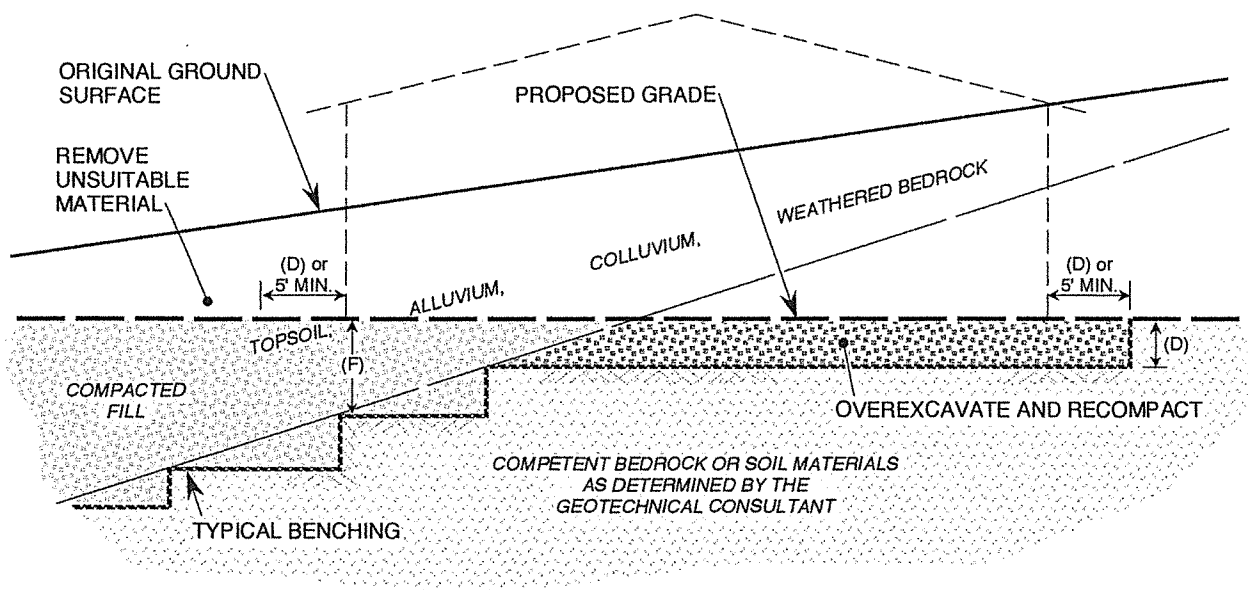 ORIGINAL GROUND
SURFACE
PROPOSED GRADE
REMOVE
UNSUITABLE
MATERIAL
WEATHERED BEDROCK
COLLUVIUM,
ALLUVIUM,
TOPSOIL,
(D) or
5' MIN.
(D) or
5' MIN.
(F)
(D)
COMPACTED
FILL
OVEREXCAVATE AND RECOMPACT
COMPETENT BEDROCK OR SOIL MATERIALS
AS DETERMINED BY THE
GEOTECHNICAL CONSULTANT
TYPICAL BENCHING